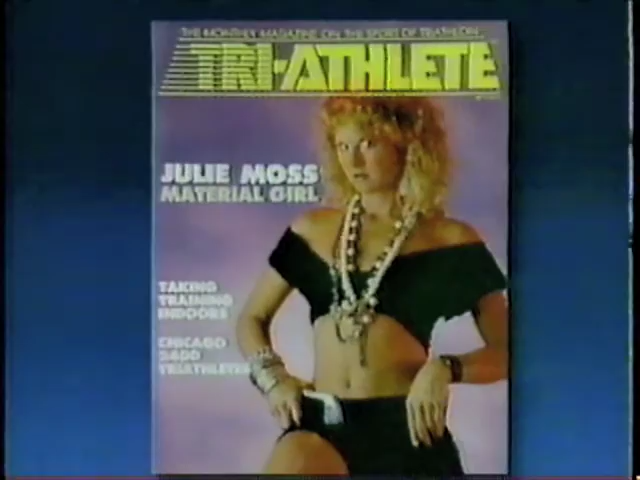 THE MONTHLY MAGAZINE ON THE SPORT OF TRIATHLON
TRI-ATHLETE
JULIE MOSS
MATERIAL GIRL
TAKING
TRAINING
INDOORS
CHICAGO
2400
TRIATHLETES